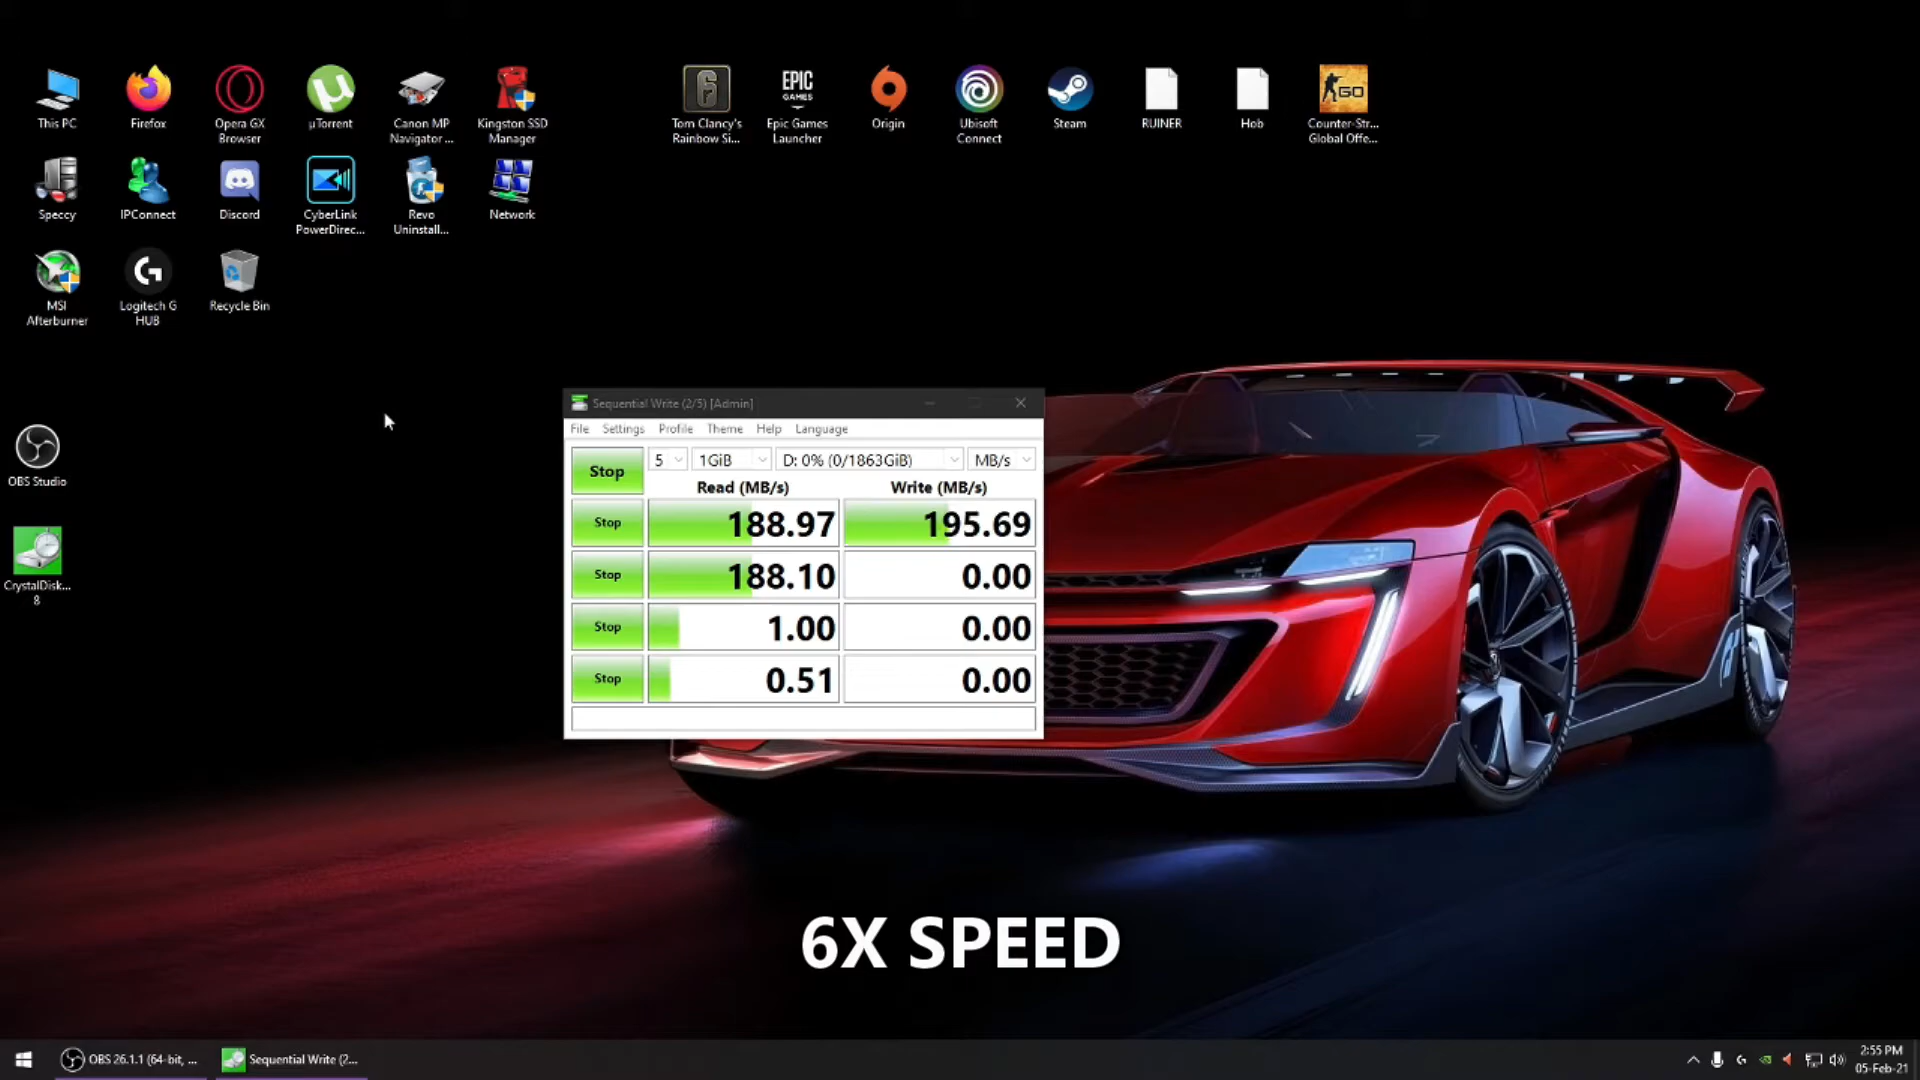 This PC
Firefox
Opera GX
Browser
µTorrent
Canon MP
Navigator ...
Kingston SSD
Manager
Tom Clancy's
Rainbow Si...
EPIC
GAMES
Epic Games
Launcher
Origin
Ubisoft
Connect
Steam
RUINER
Hob
GO
Counter-Str...
Global Offe...
Speccy
IPConnect
Discord
CyberLink
PowerDirec...
Revo
Uninstall...
Network
MSI
Afterburner
Logitech G
HUB
Recycle Bin
OBS Studio
CrystalDisk...
8
Sequential Write (2/5) [Admin]
File Settings Profile Theme Help Language
Stop 5 1GiB D: 0% (0/1863GiB) MB/s
Read (MB/s) Write (MB/s)
Stop 188.97 195.69
Stop 188.10 0.00
Stop 1.00 0.00
Stop 0.51 0.00
6X SPEED
OBS 26.1.1 (64-bit, ...
Sequential Write (2...
2:55 PM
05-Feb-21